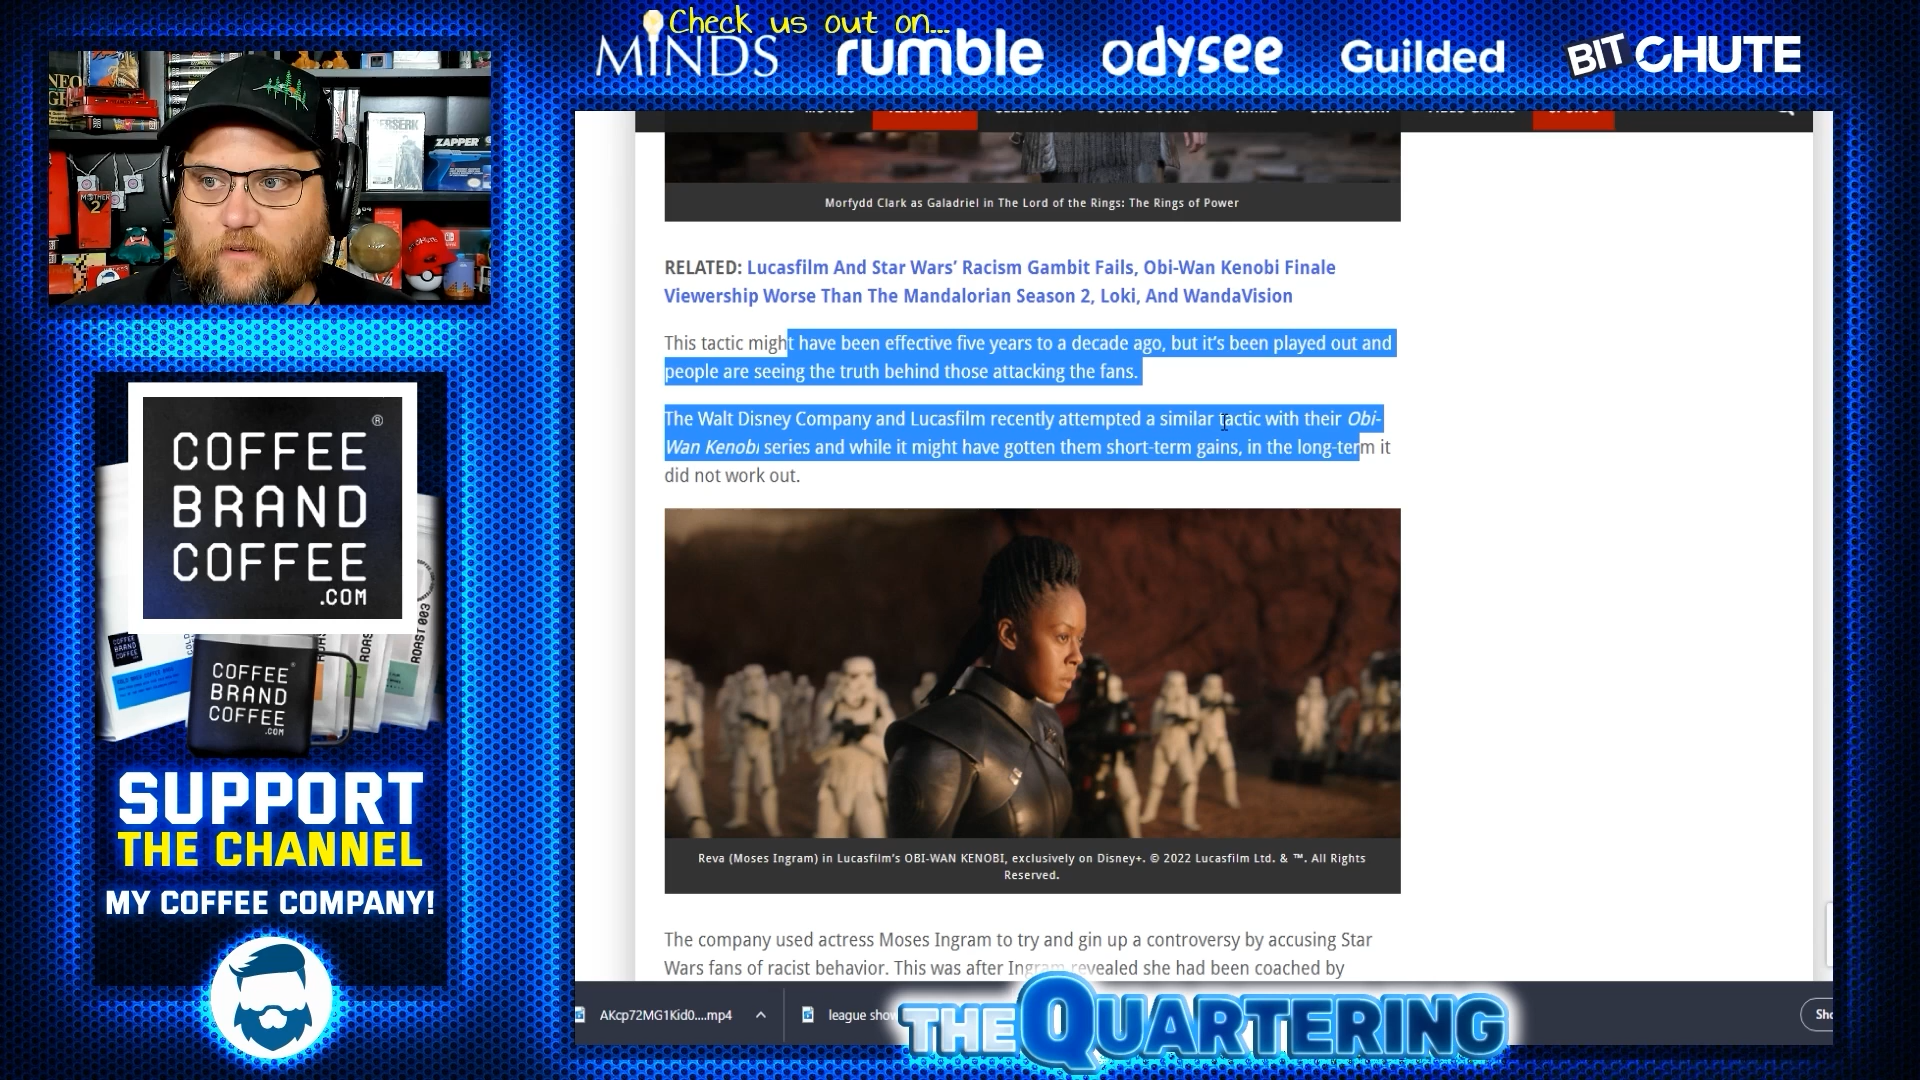 Check us out on...
MINDS
rumble
odysee
Guilded
BIT CHUTE
BERSERK
ZAPPER
MOTHER
2
TELEVISION
Morfydd Clark as Galadriel in The Lord of the Rings: The Rings of Power
RELATED: Lucasfilm And Star Wars’ Racism Gambit Fails, Obi-Wan Kenobi Finale
Viewership Worse Than The Mandalorian Season 2, Loki, And WandaVision
This tactic might have been effective five years to a decade ago, but it’s been played out and
people are seeing the truth behind those attacking the fans.
The Walt Disney Company and Lucasfilm recently attempted a similar tactic with their Obi-
Wan Kenobi series and while it might have gotten them short-term gains, in the long-term it
did not work out.
Reva (Moses Ingram) in Lucasfilm’s OBI-WAN KENOBI, exclusively on Disney+. © 2022 Lucasfilm Ltd. & ™. All Rights
Reserved.
The company used actress Moses Ingram to try and gin up a controversy by accusing Star
Wars fans of racist behavior. This was after Ingram revealed she had been coached by
COFFEE ®
BRAND
COFFEE
.COM
ROAST 003
COFFEE ®
BRAND
COFFEE
.COM
SUPPORT
THE CHANNEL
MY COFFEE COMPANY!
AKcp72MG1Kid0....mp4
league sho
Sho
THE QUARTERING